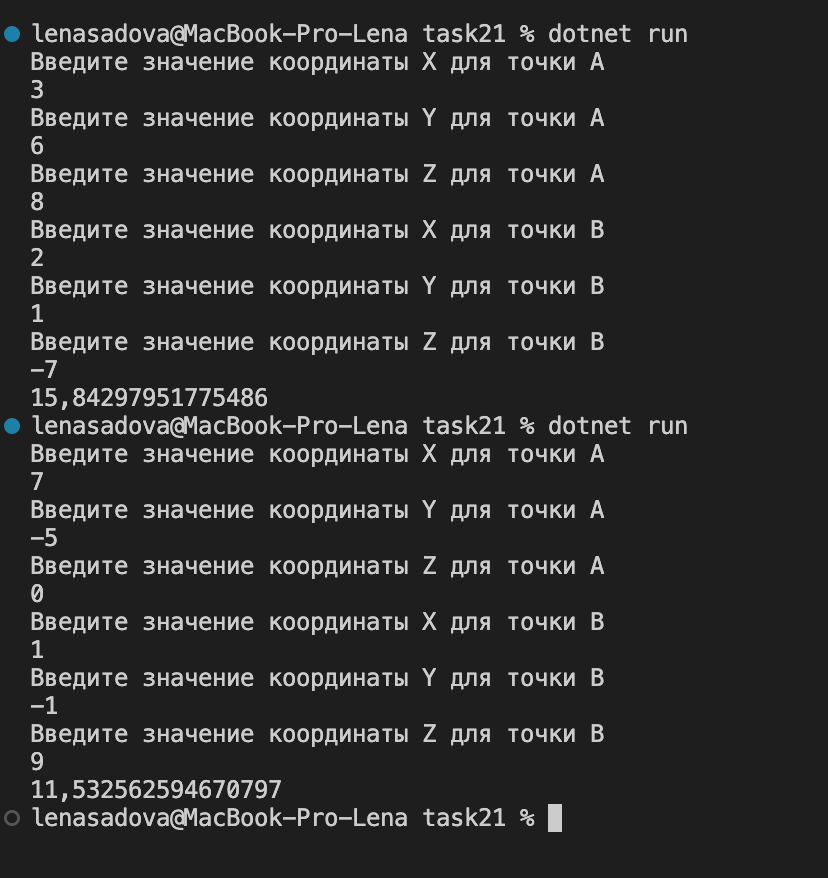 lenasadova@MacBook-Pro-Lena task21 % dotnet run
Введите значение координаты X для точки A
3
Введите значение координаты Y для точки A
6
Введите значение координаты Z для точки A
8
Введите значение координаты X для точки B
2
Введите значение координаты Y для точки B
1
Введите значение координаты Z для точки B
-7
15,84297951775486
lenasadova@MacBook-Pro-Lena task21 % dotnet run
Введите значение координаты X для точки A
7
Введите значение координаты Y для точки A
-5
Введите значение координаты Z для точки A
0
Введите значение координаты X для точки B
1
Введите значение координаты Y для точки B
-1
Введите значение координаты Z для точки B
9
11,532562594670797
lenasadova@MacBook-Pro-Lena task21 %